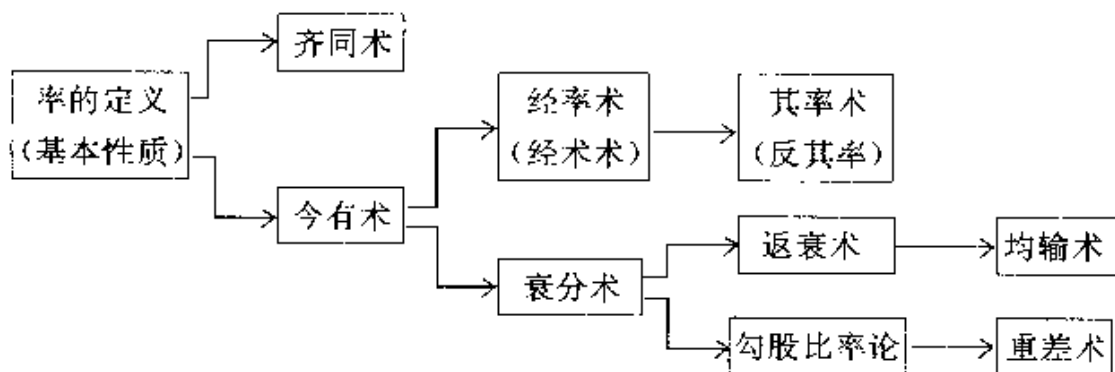 率的定义
(基本性质)
齐同术
今有术
经率术
(经术术)
其率术
(反其率)
衰分术
返衰术
均输术
勾股比率论
重差术